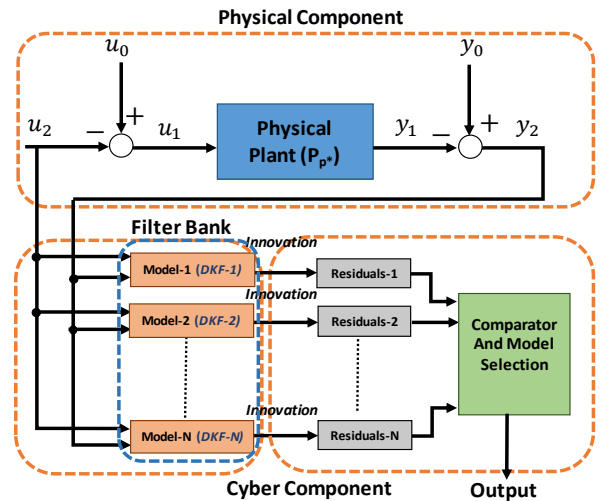 Physical Component
u₀
y₀
u₂
−
+
u₁
Physical
Plant (Pₚ*)
y₁
−
+
y₂
Filter Bank
Innovation
Model-1 (DKF-1)
Residuals-1
Innovation
Model-2 (DKF-2)
Residuals-2
Comparator
And Model
Selection
Innovation
Model-N (DKF-N)
Residuals-N
Cyber Component
Output